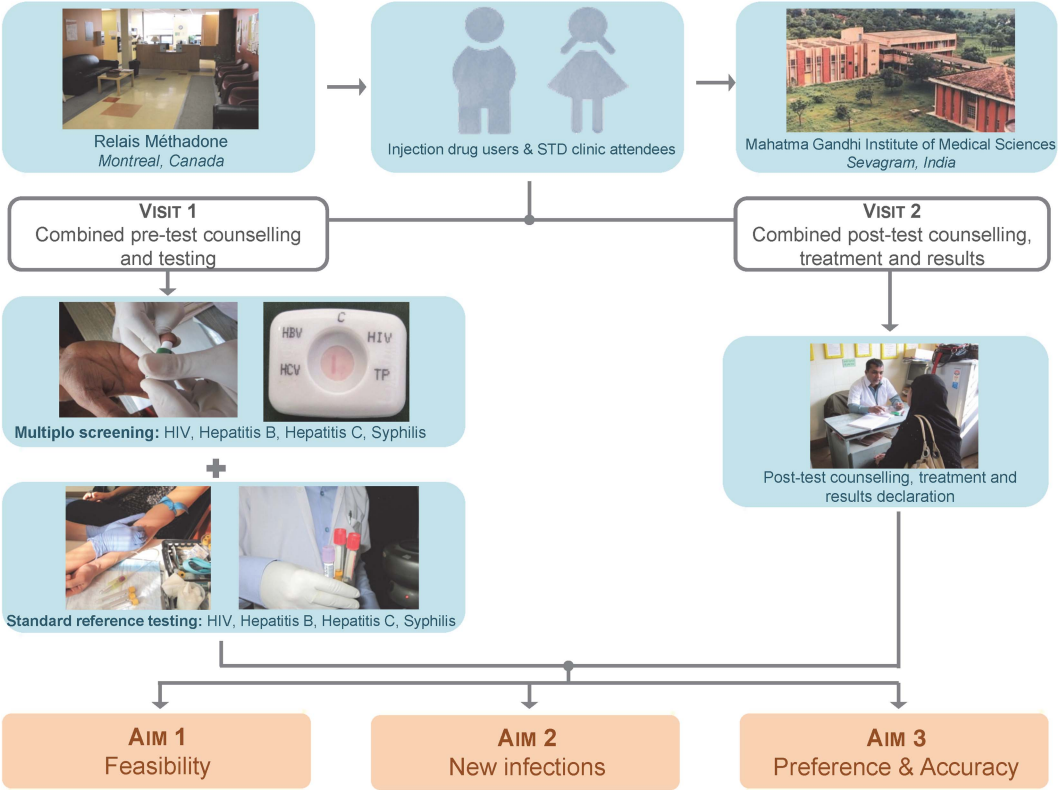 Relais Méthadone
Montreal, Canada
Injection drug users & STD clinic attendees
Mahatma Gandhi Institute of Medical Sciences
Sevagram, India
VISIT 1
Combined pre-test counselling
and testing
VISIT 2
Combined post-test counselling,
treatment and results
C
HBV
HIV
HCV
TP
Multiplo screening: HIV, Hepatitis B, Hepatitis C, Syphilis
Post-test counselling, treatment and
results declaration
Standard reference testing: HIV, Hepatitis B, Hepatitis C, Syphilis
AIM 1
Feasibility
AIM 2
New infections
AIM 3
Preference & Accuracy